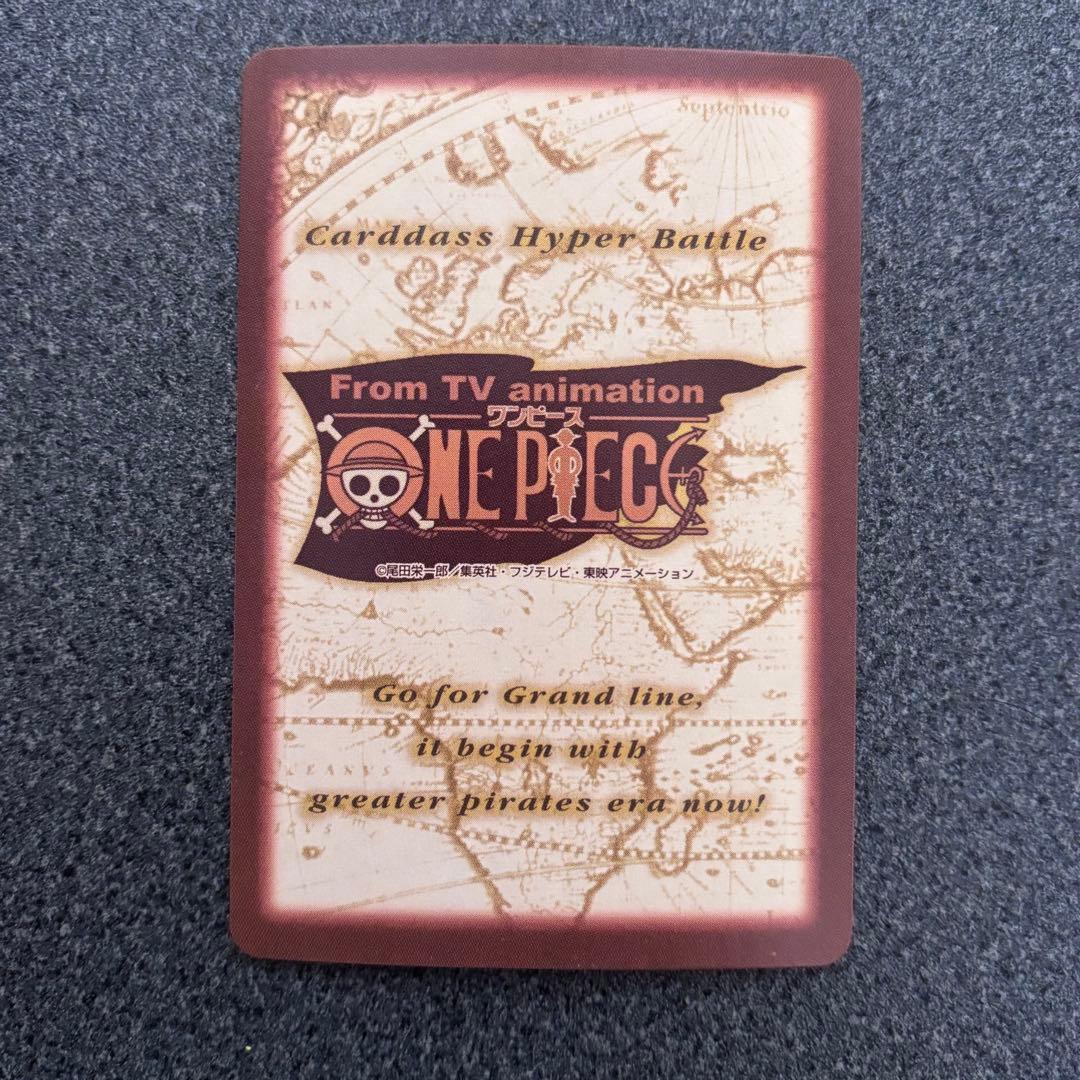 Septentrio
Carddass Hyper Battle
From TV animation
ワンピース
ONE PIECE
©尾田栄一郎／集英社・フジテレビ・東映アニメーション
Go for Grand line,
it begin with
greater pirates era now!